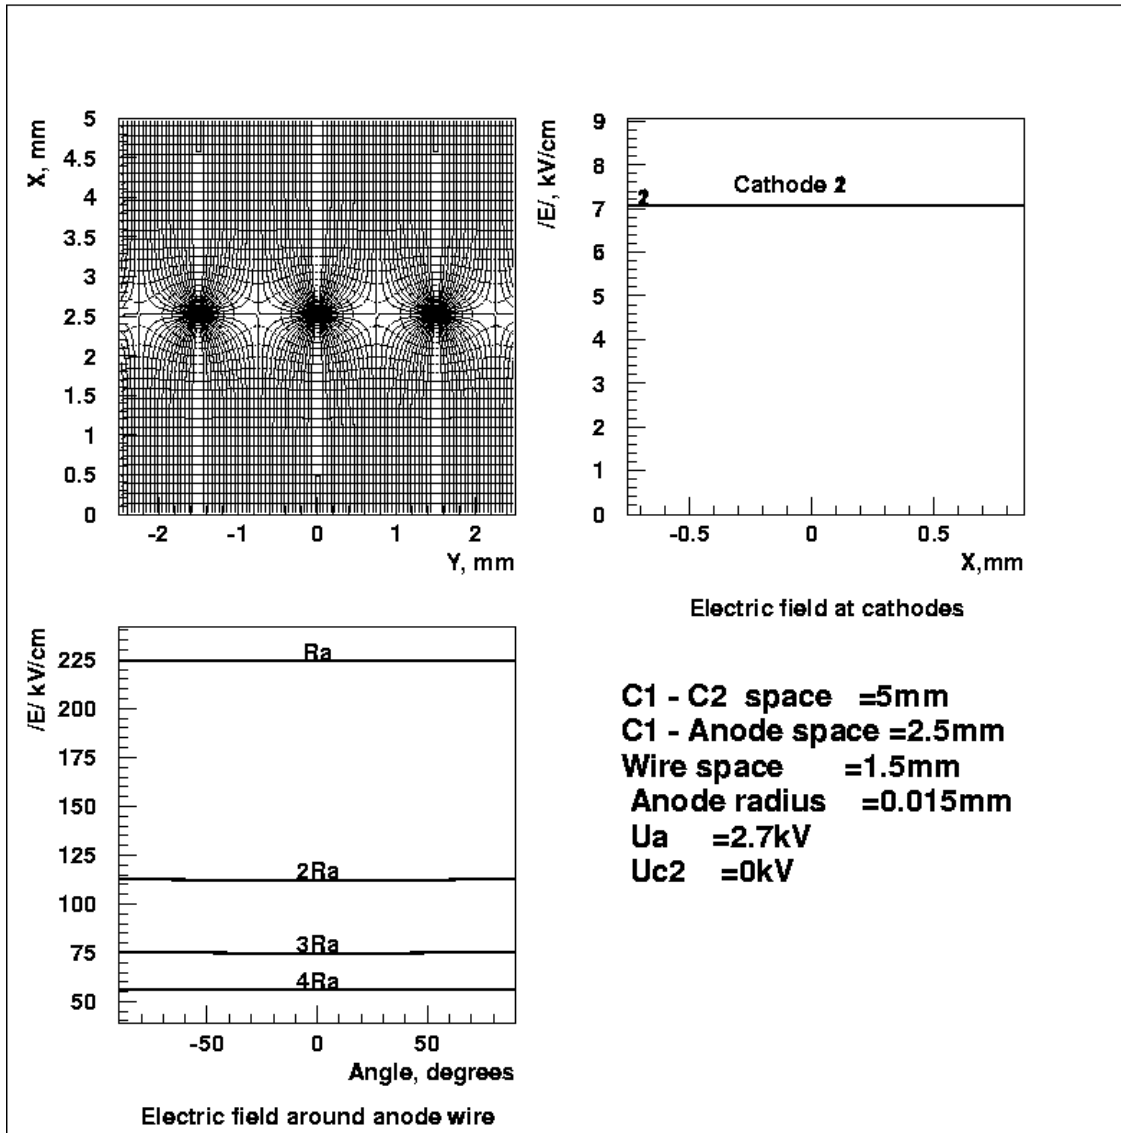 X, mm
5
4.5
4
3.5
3
2.5
2
1.5
1
0.5
0
-2
-1
0
1
2
Y, mm
/E/, kV/cm
9
8
7
6
5
4
3
2
1
0
Cathode
2
-0.5
0
0.5
X,mm
Electric field at cathodes
/E/ kV/cm
225
200
175
150
125
100
75
50
Ra
2Ra
3Ra
4Ra
-50
0
50
Angle, degrees
Electric field around anode wire
C1 - C2 space =5mm
C1 - Anode space =2.5mm
Wire space =1.5mm
Anode radius =0.015mm
Ua =2.7kV
Uc2 =0kV